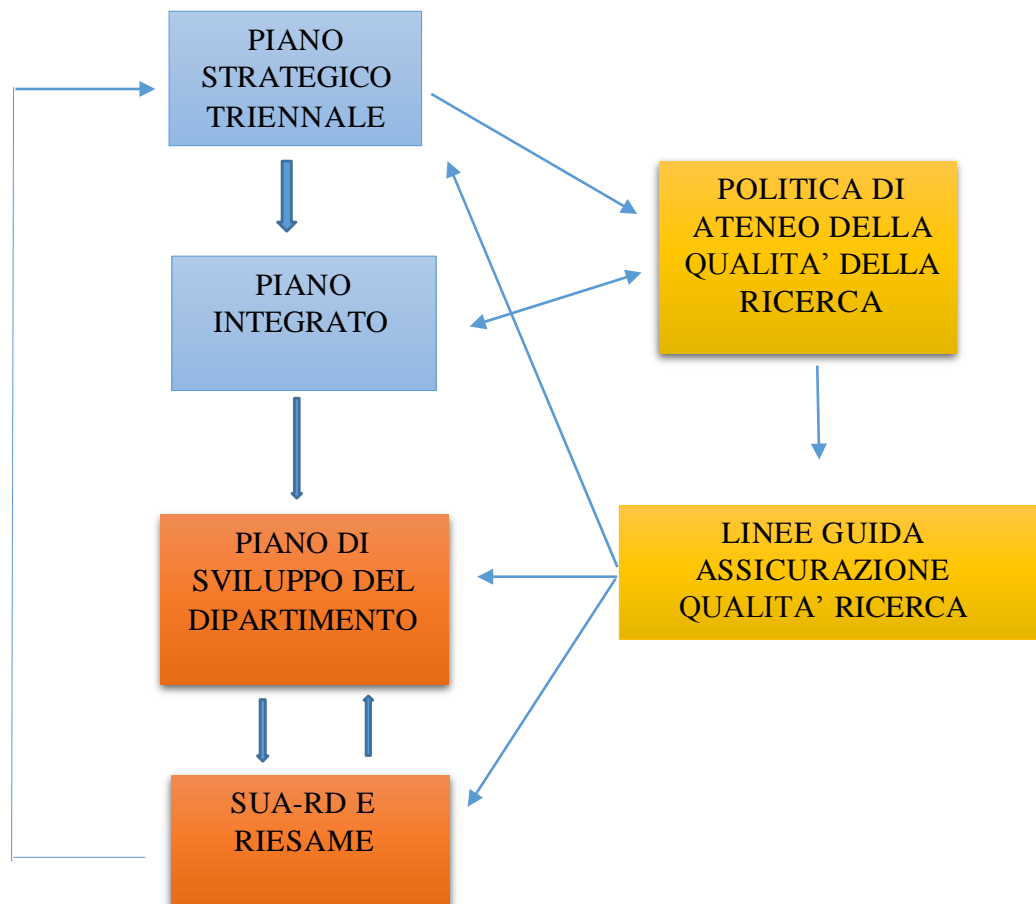 PIANO
STRATEGICO
TRIENNALE
POLITICA DI
ATENEO DELLA
QUALITA’ DELLA
RICERCA
PIANO
INTEGRATO
PIANO DI
SVILUPPO DEL
DIPARTIMENTO
LINEE GUIDA
ASSICURAZIONE
QUALITA’ RICERCA
SUA-RD E
RIESAME